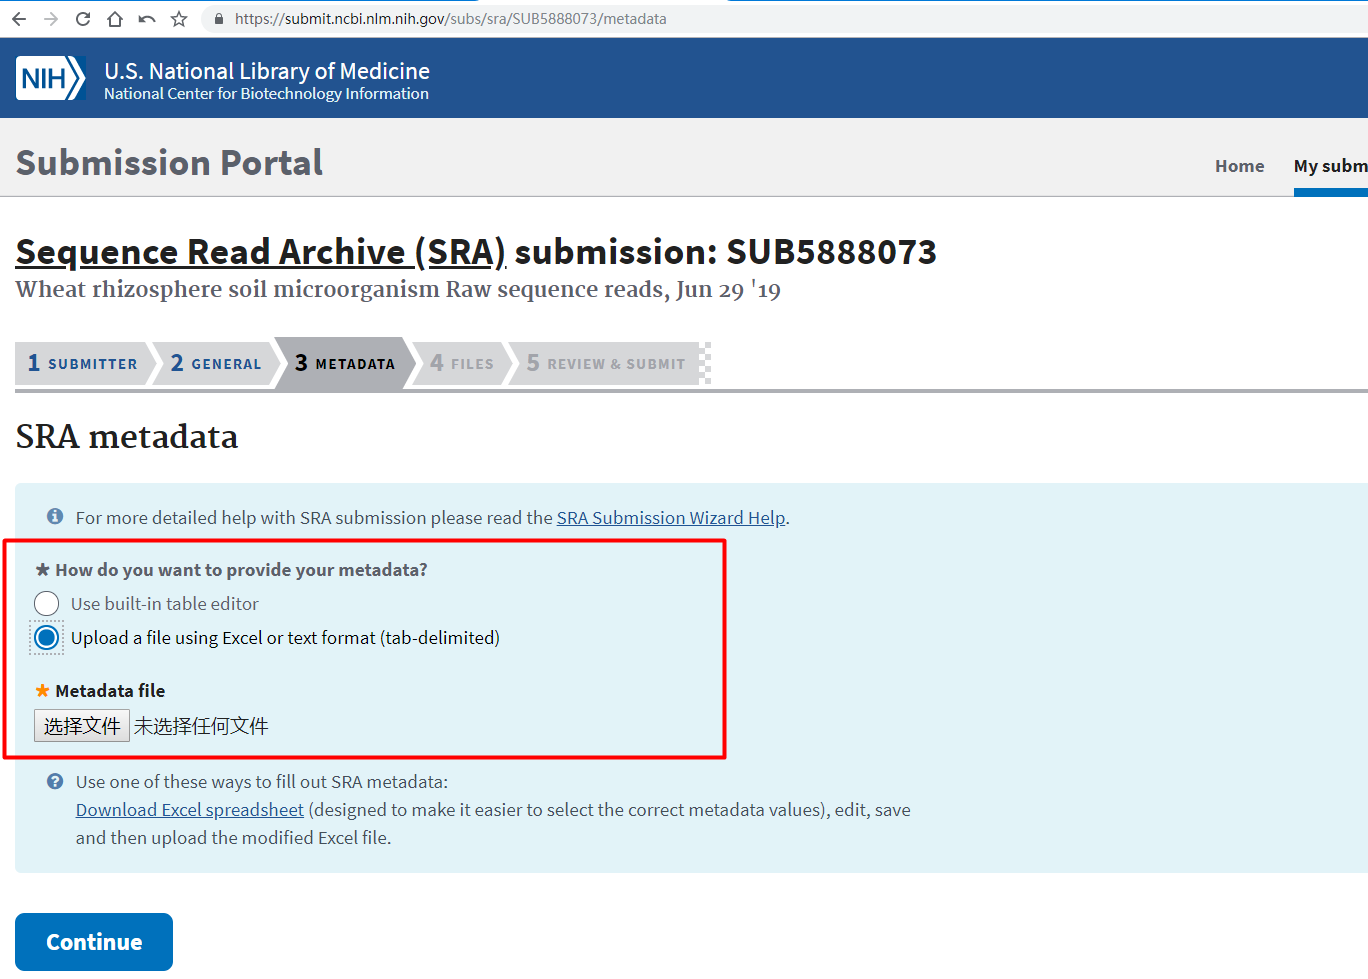 https://submit.ncbi.nlm.nih.gov/subs/sra/SUB5888073/metadata
NIH
U.S. National Library of Medicine
National Center for Biotechnology Information
Submission Portal
Home
My subm
Sequence Read Archive (SRA) submission: SUB5888073
Wheat rhizosphere soil microorganism Raw sequence reads, Jun 29 '19
1 SUBMITTER
2 GENERAL
3 METADATA
4 FILES
5 REVIEW & SUBMIT
SRA metadata
For more detailed help with SRA submission please read the SRA Submission Wizard Help.
* How do you want to provide your metadata?
Use built-in table editor
Upload a file using Excel or text format (tab-delimited)
* Metadata file
选择文件 未选择任何文件
Use one of these ways to fill out SRA metadata:
Download Excel spreadsheet (designed to make it easier to select the correct metadata values), edit, save
and then upload the modified Excel file.
Continue